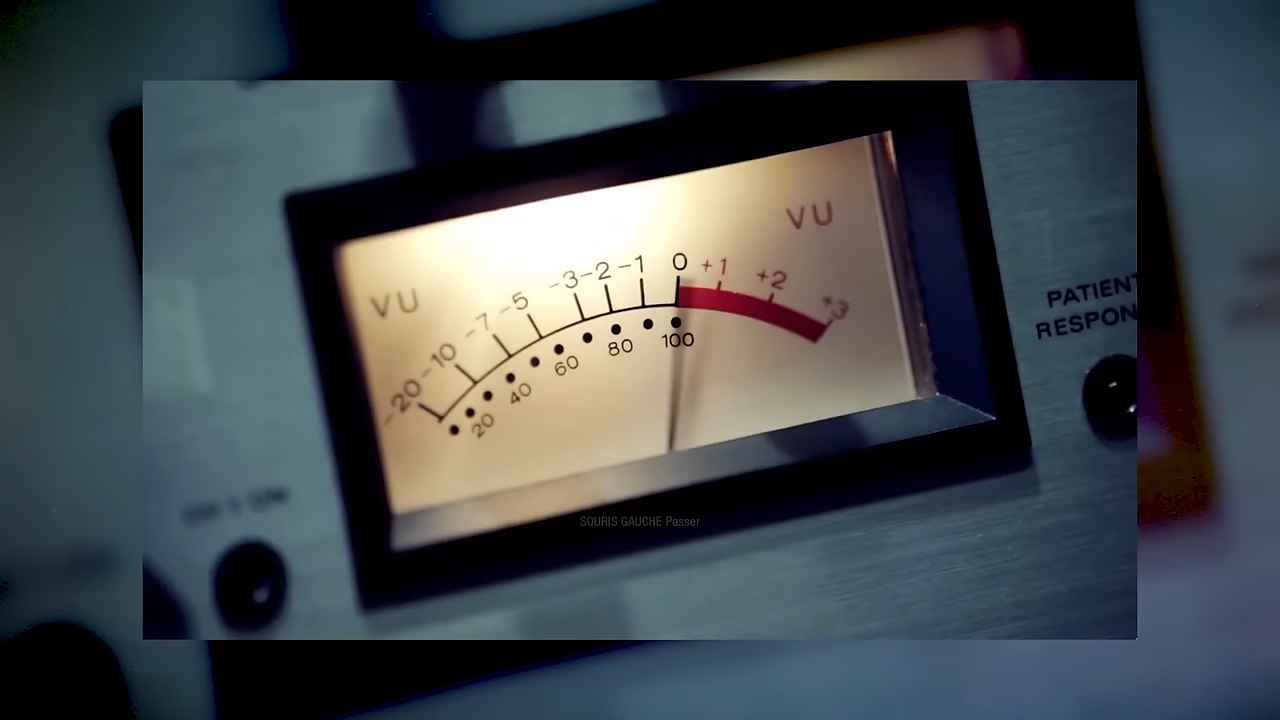 VU
VU
-20 -10 -7 -5 -3 -2 -1 0 +1 +2 +3
20 40 60 80 100
PATIENT
RESPON
SOURIS GAUCHE Passer